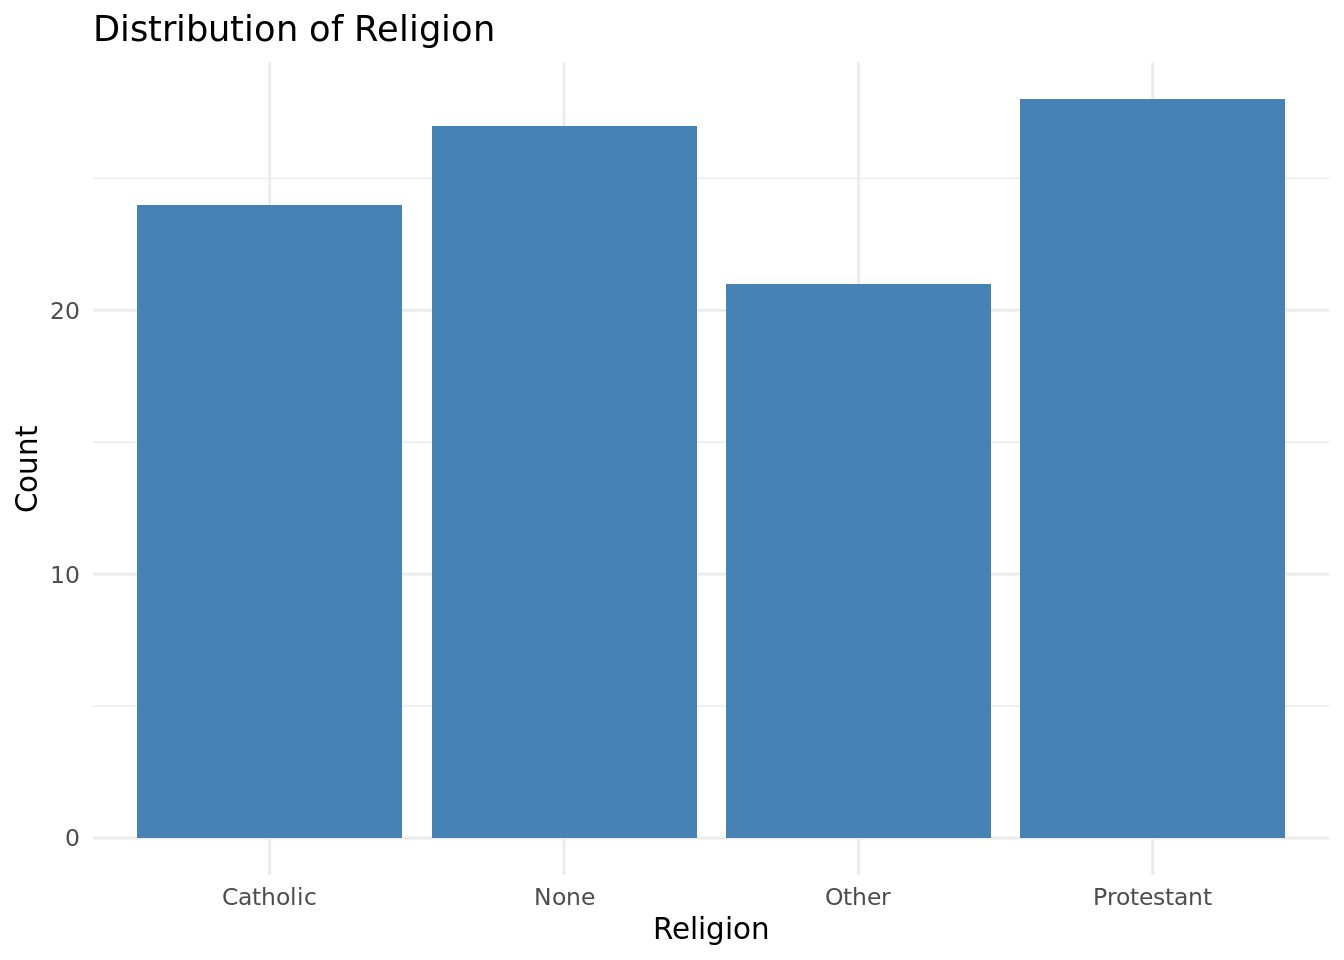 Distribution of Religion
Count
20
10
0
Catholic None Other Protestant
Religion